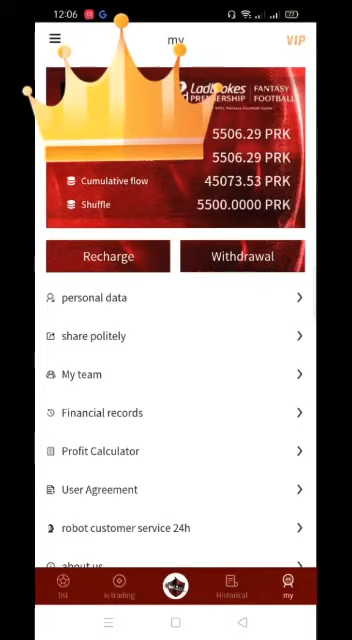 12:06
77
my
VIP
Ladbrokes
PREMIERSHIP
FANTASY
FOOTBALL
5506.29 PRK
5506.29 PRK
Cumulative flow 45073.53 PRK
Shuffle 5500.0000 PRK
Recharge Withdrawal
personal data
share politely
My team
Financial records
Profit Calculator
User Agreement
robot customer service 24h
about us
list is trading Historical my